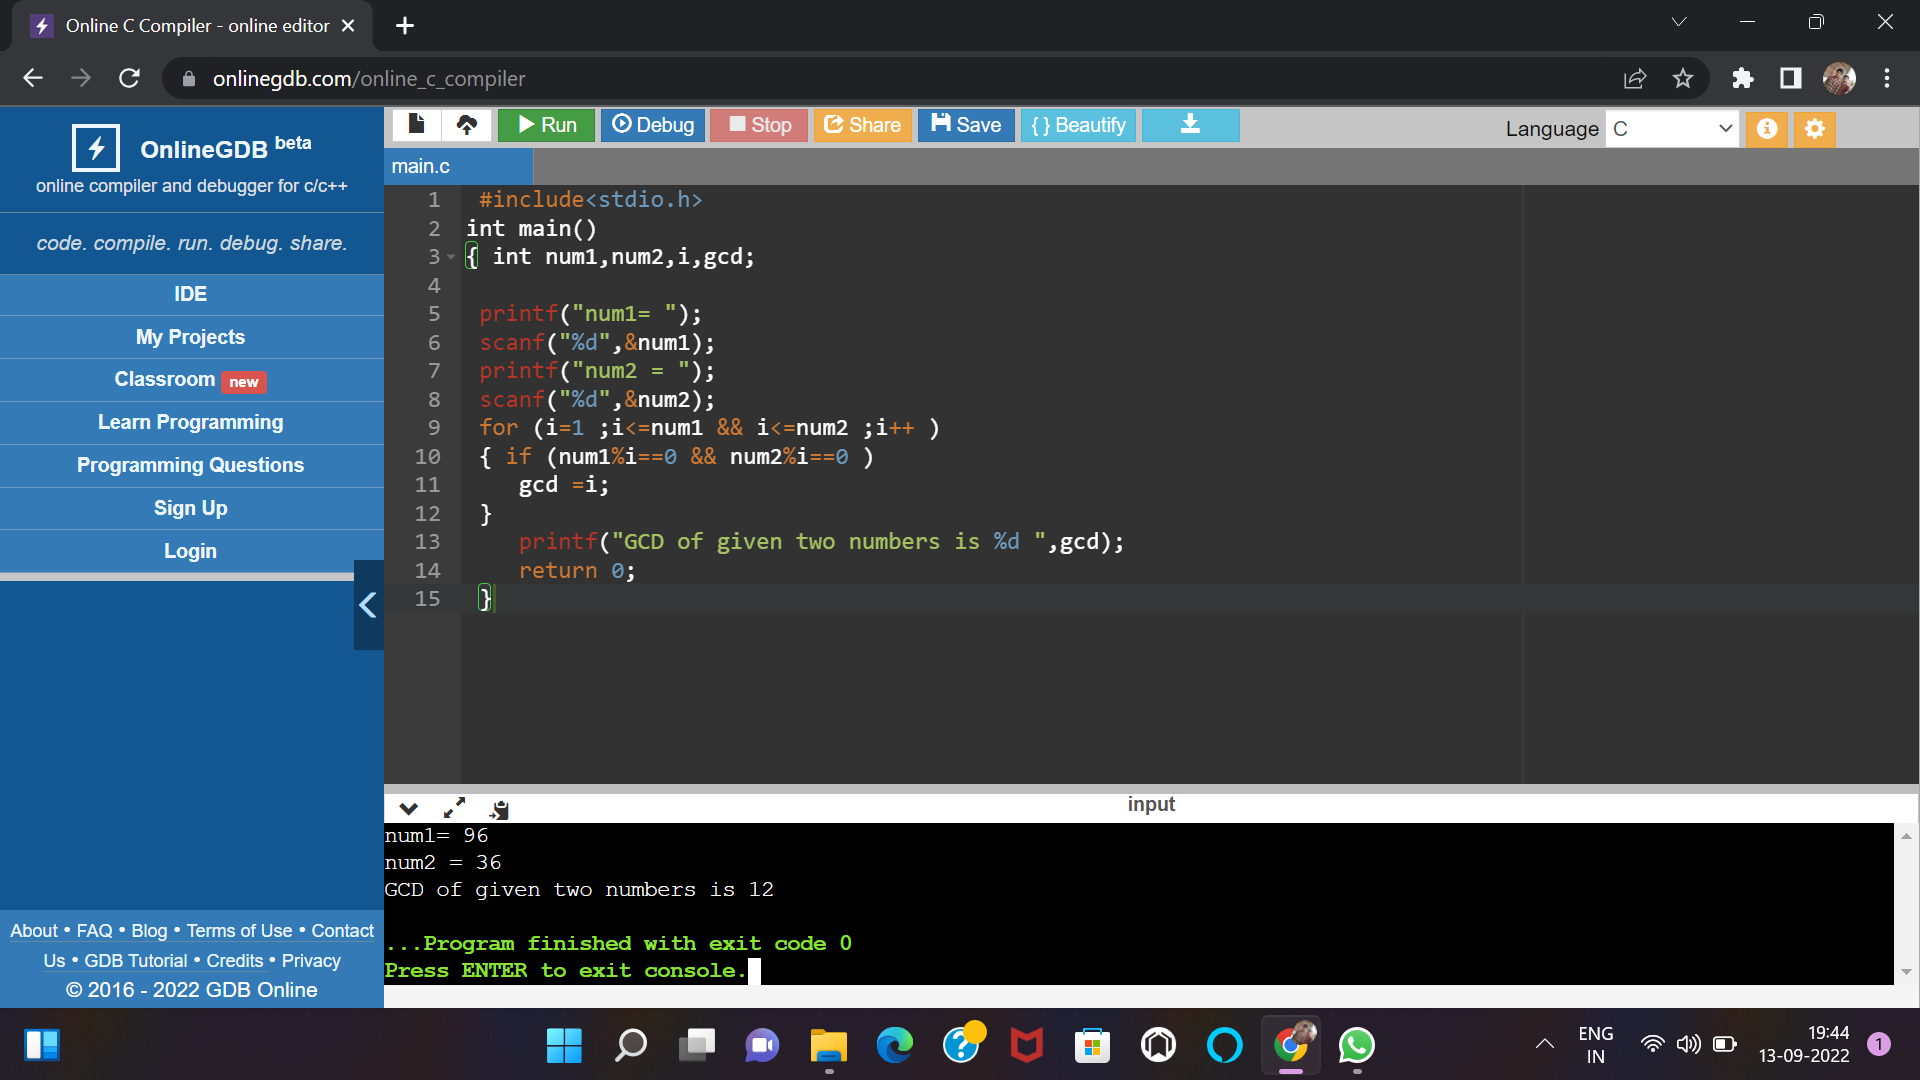 Online C Compiler - online editor
onlinegdb.com/online_c_compiler
OnlineGDB beta
online compiler and debugger for c/c++
code. compile. run. debug. share.
IDE
My Projects
Classroom new
Learn Programming
Programming Questions
Sign Up
Login
About • FAQ • Blog • Terms of Use • Contact
Us • GDB Tutorial • Credits • Privacy
© 2016 - 2022 GDB Online
Run Debug Stop Share Save { } Beautify
Language C
main.c
1 #include<stdio.h>
2 int main()
3 { int num1,num2,i,gcd;
4
5 printf("num1= ");
6 scanf("%d",&num1);
7 printf("num2 = ");
8 scanf("%d",&num2);
9 for (i=1 ;i<=num1 && i<=num2 ;i++ )
10 { if (num1%i==0 && num2%i==0 )
11 gcd =i;
12 }
13 printf("GCD of given two numbers is %d ",gcd);
14 return 0;
15 }
input
num1= 96
num2 = 36
GCD of given two numbers is 12
...Program finished with exit code 0
Press ENTER to exit console.
ENG
IN
19:44
13-09-2022
1